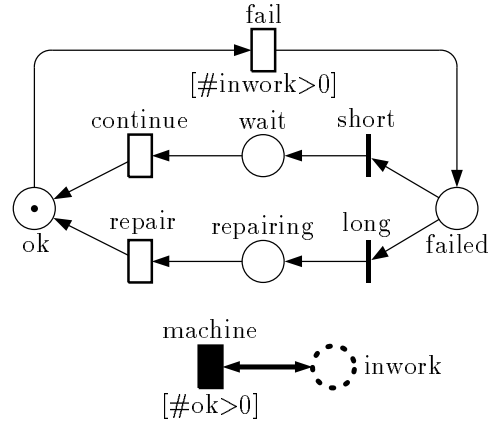 fail
[#inwork>0]
continue
wait
short
ok
repair
repairing
long
failed
machine
inwork
[#ok>0]